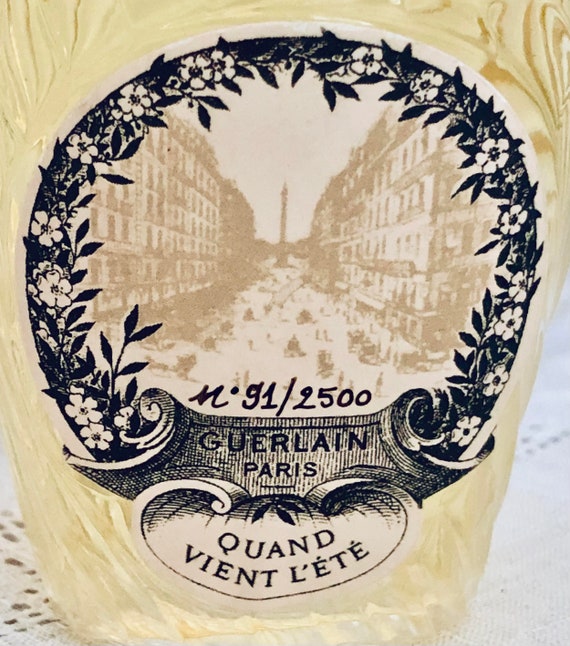 N° 91/2500
GUERLAIN
PARIS
QUAND
VIENT L'ÉTÉ